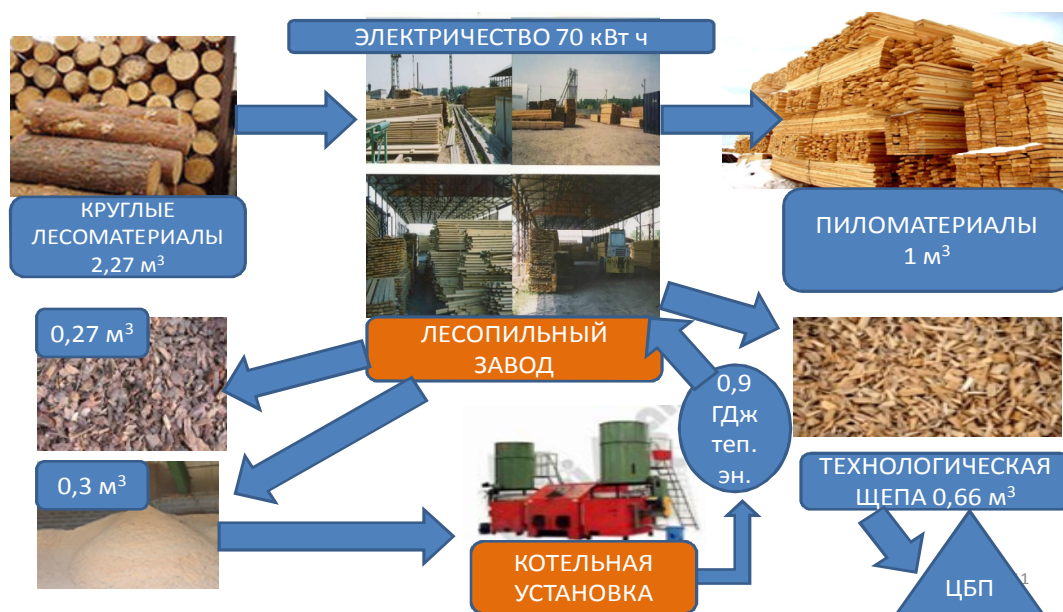 ЭЛЕКТРИЧЕСТВО 70 кВт ч
КРУГЛЫЕ
ЛЕСОМАТЕРИАЛЫ
2,27 м³
ПИЛОМАТЕРИАЛЫ
1 м³
0,27 м³
ЛЕСОПИЛЬНЫЙ
ЗАВОД
0,9
ГДж
теп.
эн.
0,3 м³
ТЕХНОЛОГИЧЕСКАЯ
ЩЕПА 0,66 м³
КОТЕЛЬНАЯ
УСТАНОВКА
ЦБП